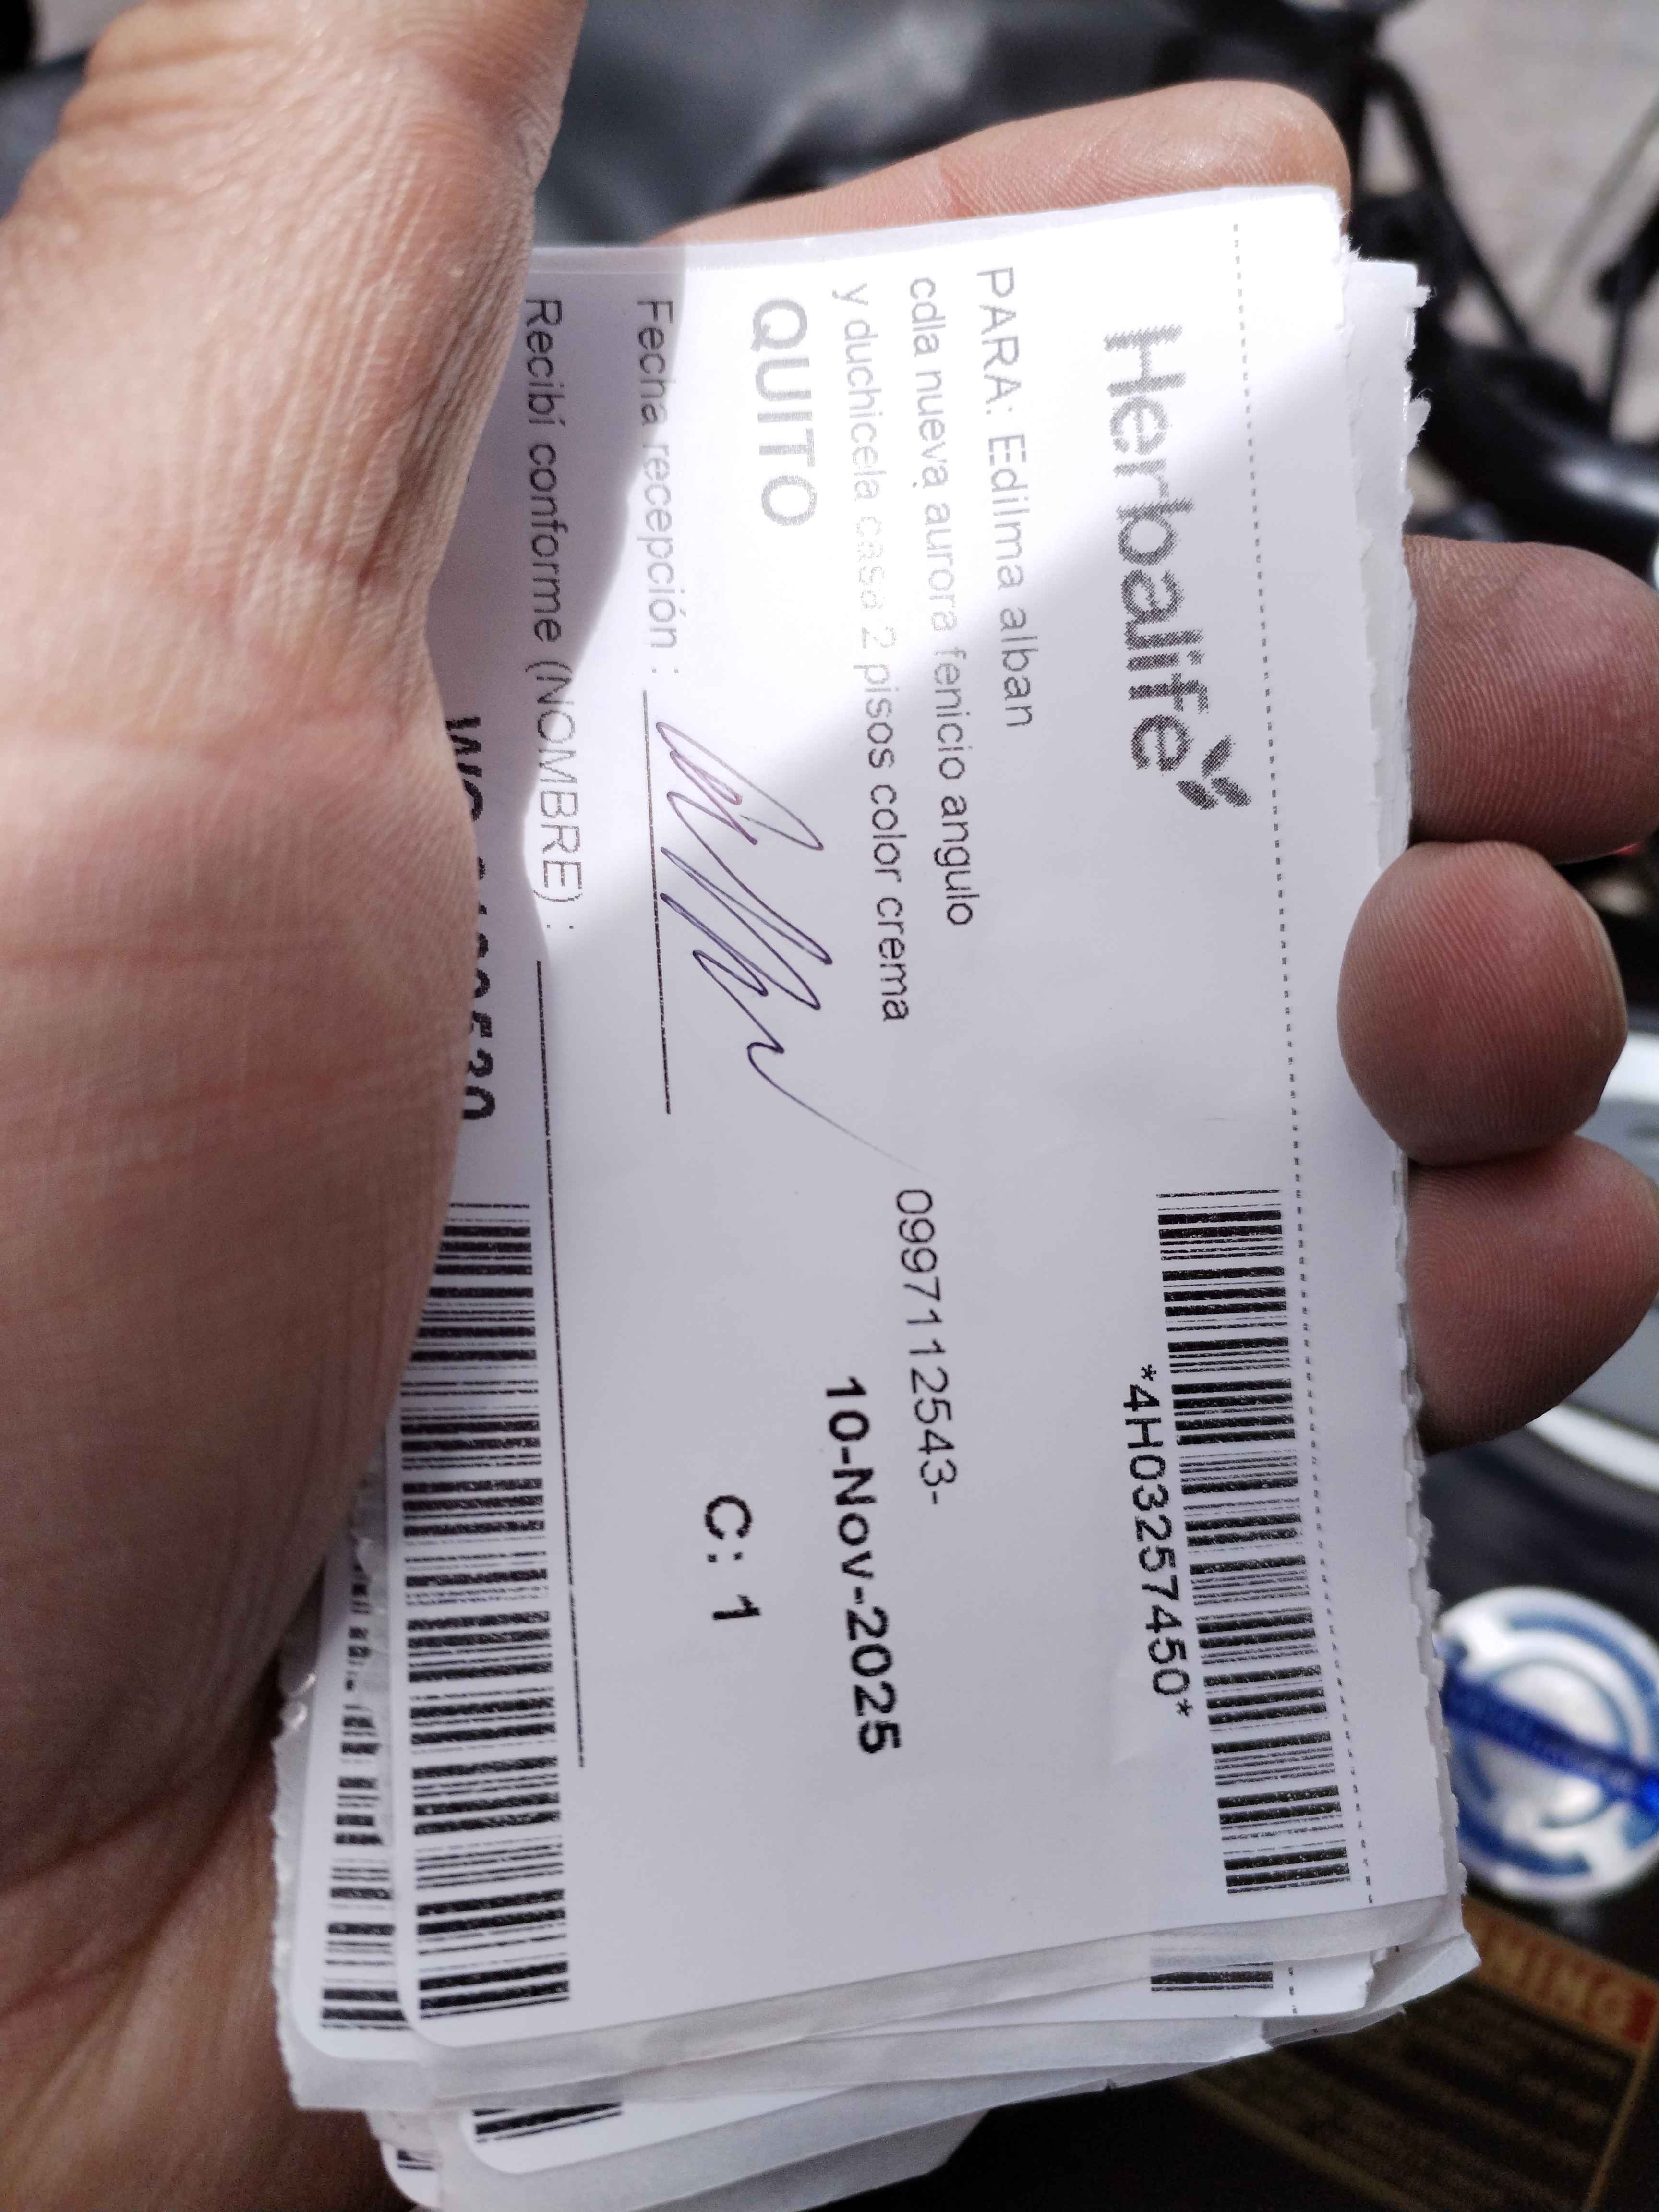 Herbalife
*4H03257450*
PARA: Edilma alban
cdla nueva aurora fenicio angulo
y duchicela casa 2 pisos color crema
0997112543-
QUITO
10-Nov-2025
Fecha recepción :
C: 1
Recibí conforme (NOMBRE) :